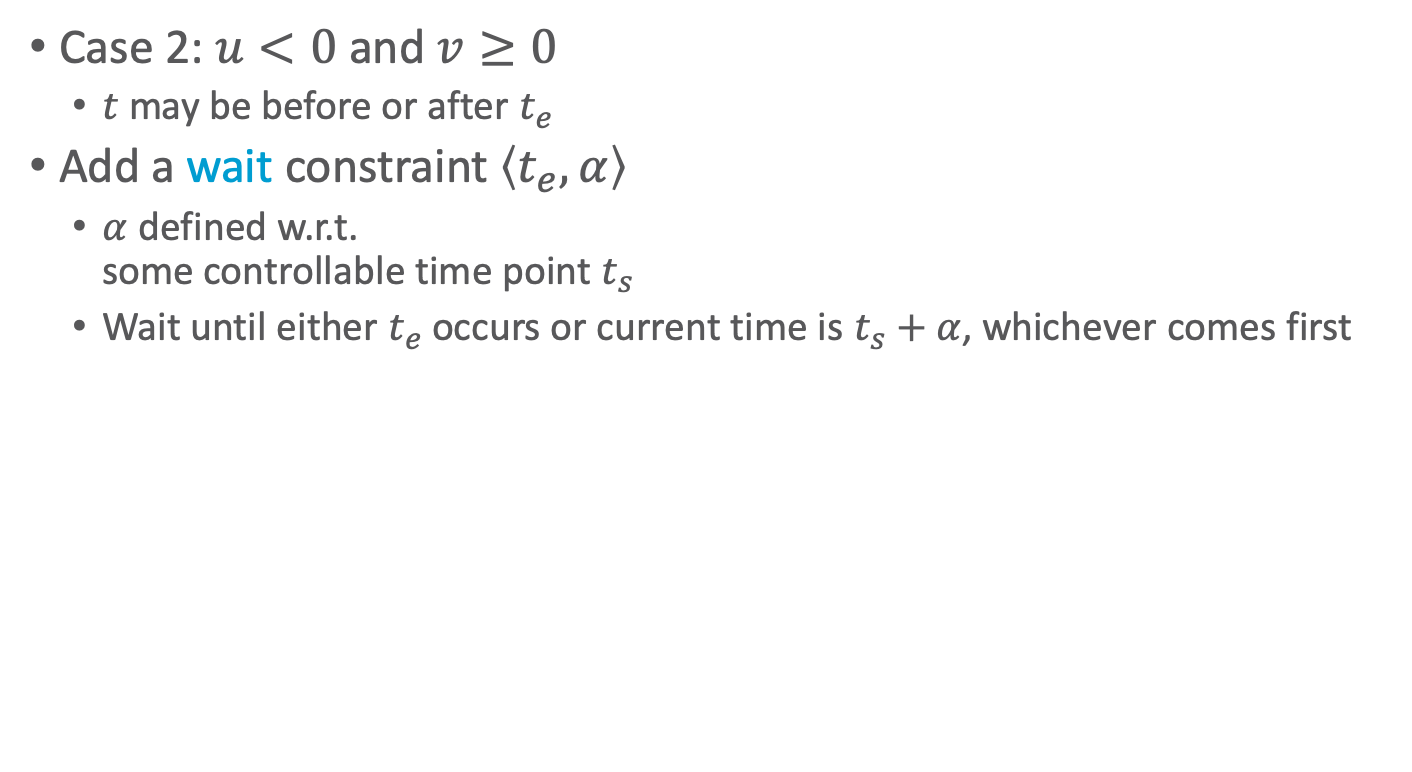 • Case 2: 𝑢 < 0 and 𝑣 ≥ 0
• 𝑡 may be before or after 𝑡ₑ
• Add a wait constraint ⟨𝑡ₑ, 𝛼⟩
• 𝛼 defined w.r.t.
some controllable time point 𝑡ₛ
• Wait until either 𝑡ₑ occurs or current time is 𝑡ₛ + 𝛼, whichever comes first